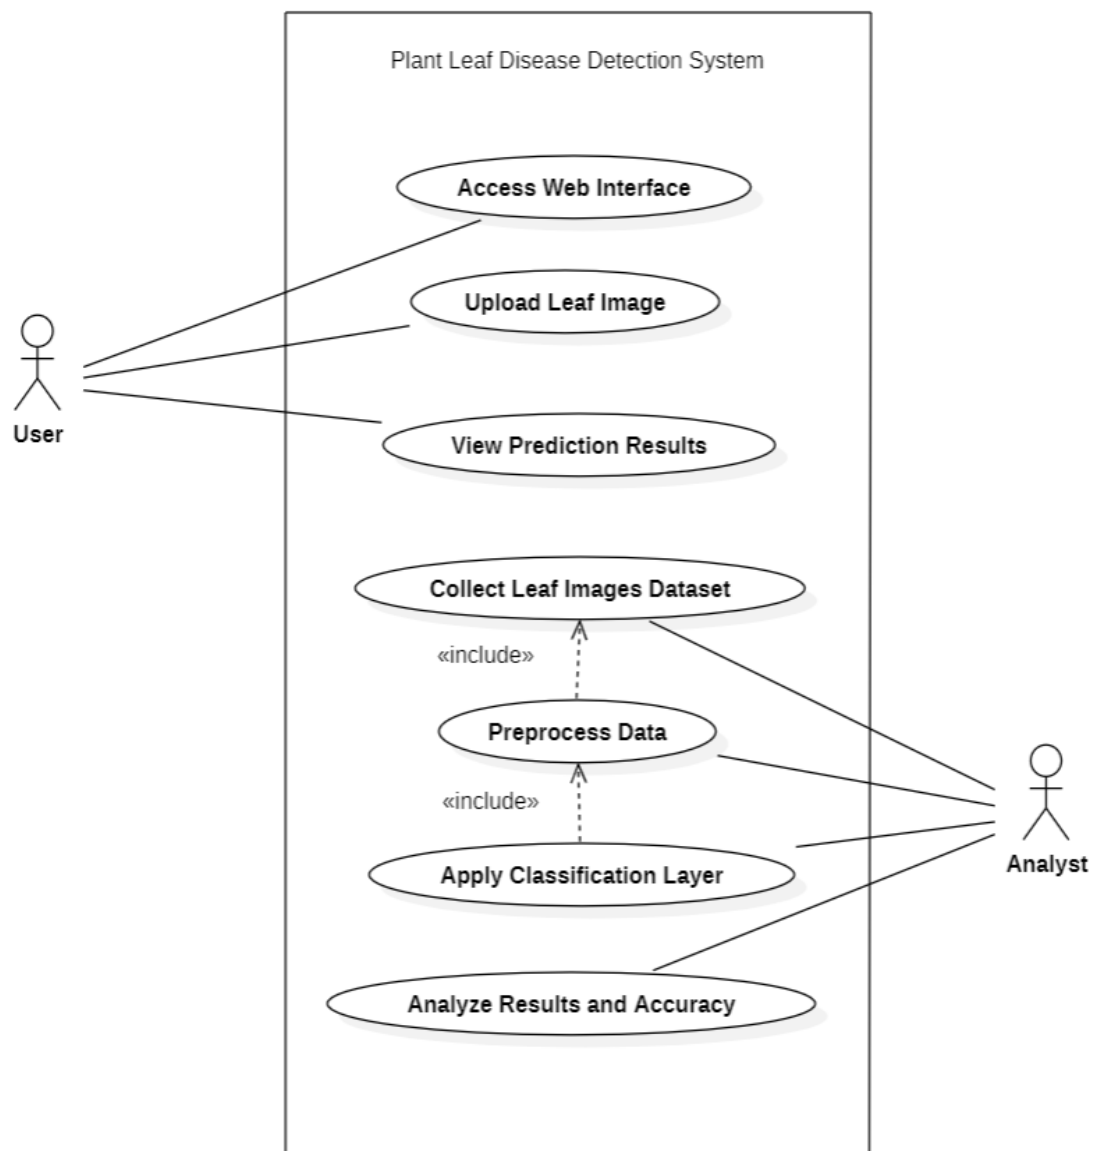 Plant Leaf Disease Detection System
Access Web Interface
Upload Leaf Image
User
View Prediction Results
Collect Leaf Images Dataset
«include»
Preprocess Data
«include»
Analyst
Apply Classification Layer
Analyze Results and Accuracy